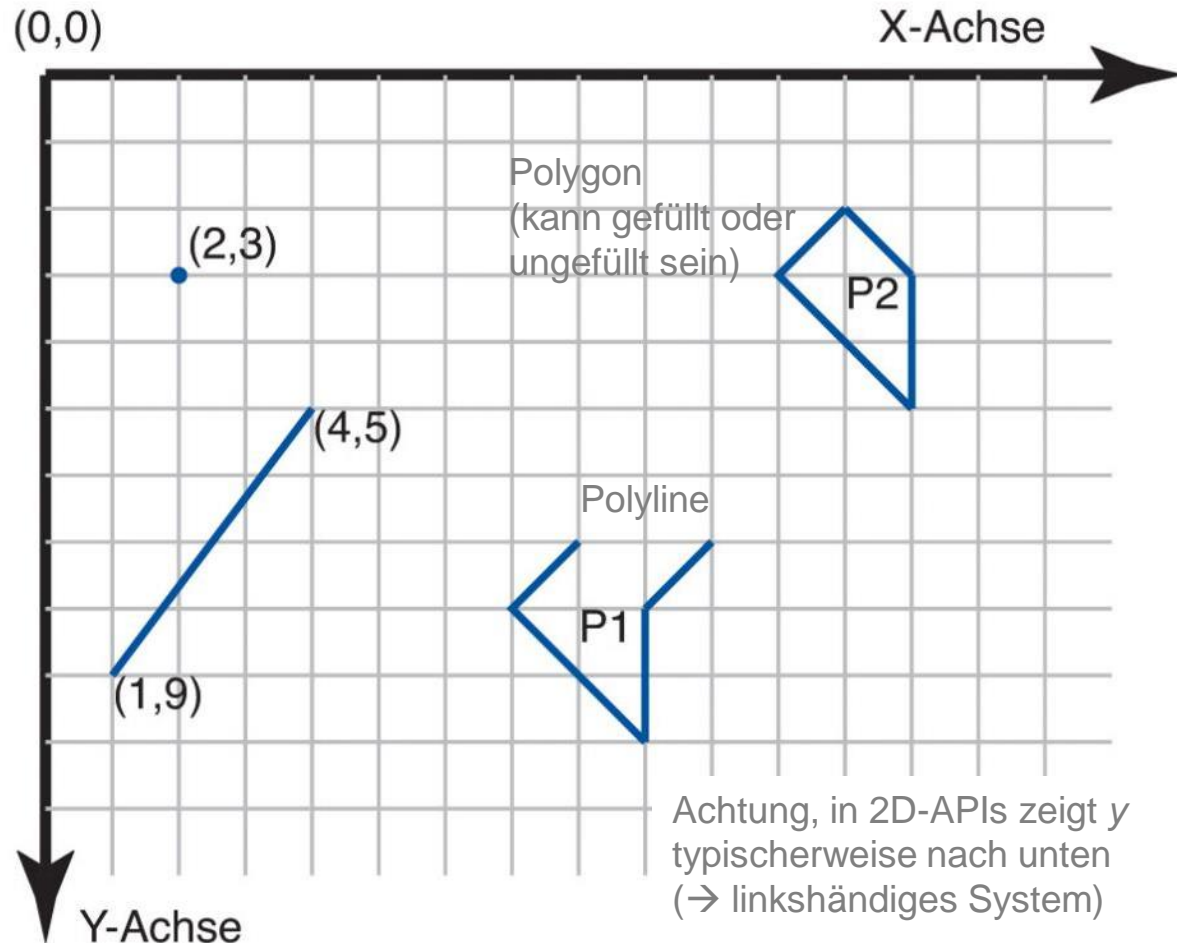 (0,0)
X-Achse
Polygon
(kann gefüllt oder
ungefüllt sein)
(2,3)
P2
(4,5)
Polyline
P1
(1,9)
Achtung, in 2D-APIs zeigt y
typischerweise nach unten
(→ linkshändiges System)
Y-Achse